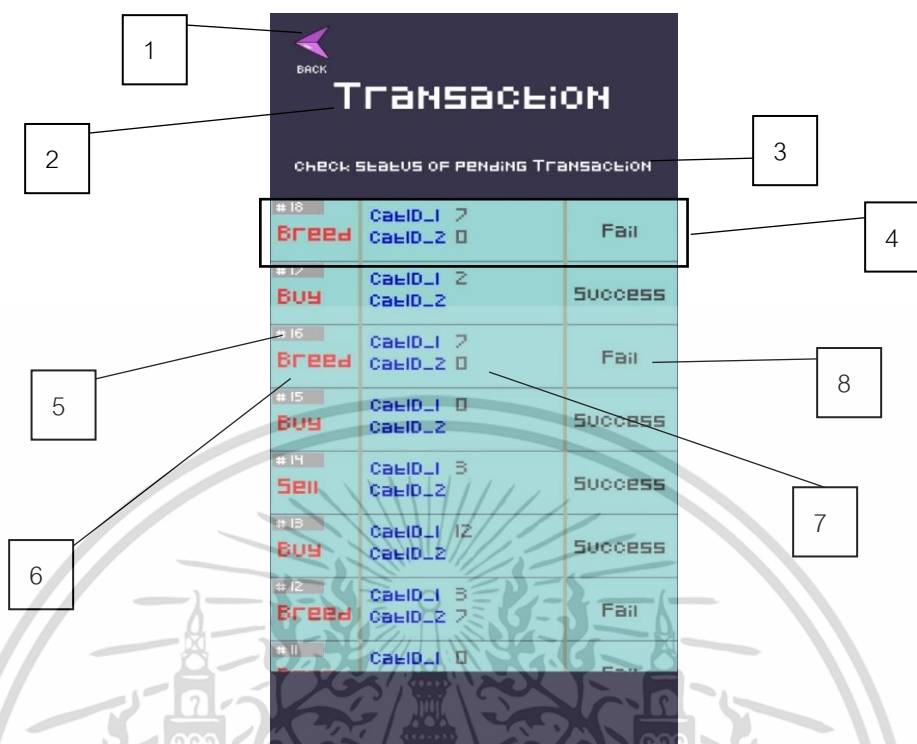 1
BACK
Transaction
2
3
check status of Pending Transaction
4
#18
Breed
CatID_1 7
CatID_2 0
Fail
#17
Buy
CatID_1 2
CatID_2
Success
#16
Breed
CatID_1 7
CatID_2 0
Fail
5
8
#15
Buy
CatID_1 0
CatID_2
Success
#14
Sell
CatID_1 3
CatID_2
Success
7
#13
Buy
CatID_1 12
CatID_2
Success
6
#12
Breed
CatID_1 3
CatID_2 7
Fail
#11
CatID_1 0